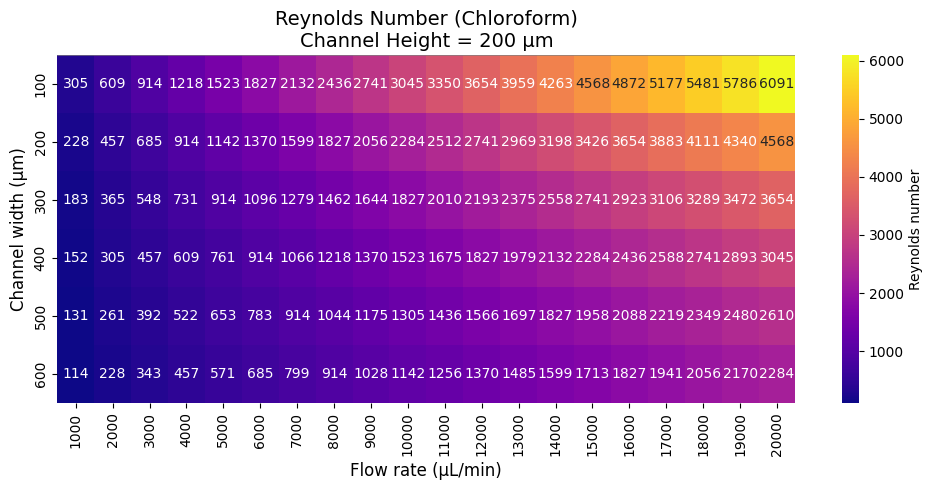 Reynolds Number (Chloroform)
Channel Height = 200 μm
Channel width (μm)
100 305 609 914 1218 1523 1827 2132 2436 2741 3045 3350 3654 3959 4263 4568 4872 5177 5481 5786 6091
200 228 457 685 914 1142 1370 1599 1827 2056 2284 2512 2741 2969 3198 3426 3654 3883 4111 4340 4568
300 183 365 548 731 914 1096 1279 1462 1644 1827 2010 2193 2375 2558 2741 2923 3106 3289 3472 3654
400 152 305 457 609 761 914 1066 1218 1370 1523 1675 1827 1979 2132 2284 2436 2588 2741 2893 3045
500 131 261 392 522 653 783 914 1044 1175 1305 1436 1566 1697 1827 1958 2088 2219 2349 2480 2610
600 114 228 343 457 571 685 799 914 1028 1142 1256 1370 1485 1599 1713 1827 1941 2056 2170 2284
1000 2000 3000 4000 5000 6000 7000 8000 9000 10000 11000 12000 13000 14000 15000 16000 17000 18000 19000 20000
Flow rate (μL/min)
6000
5000
4000
3000
2000
1000
Reynolds number